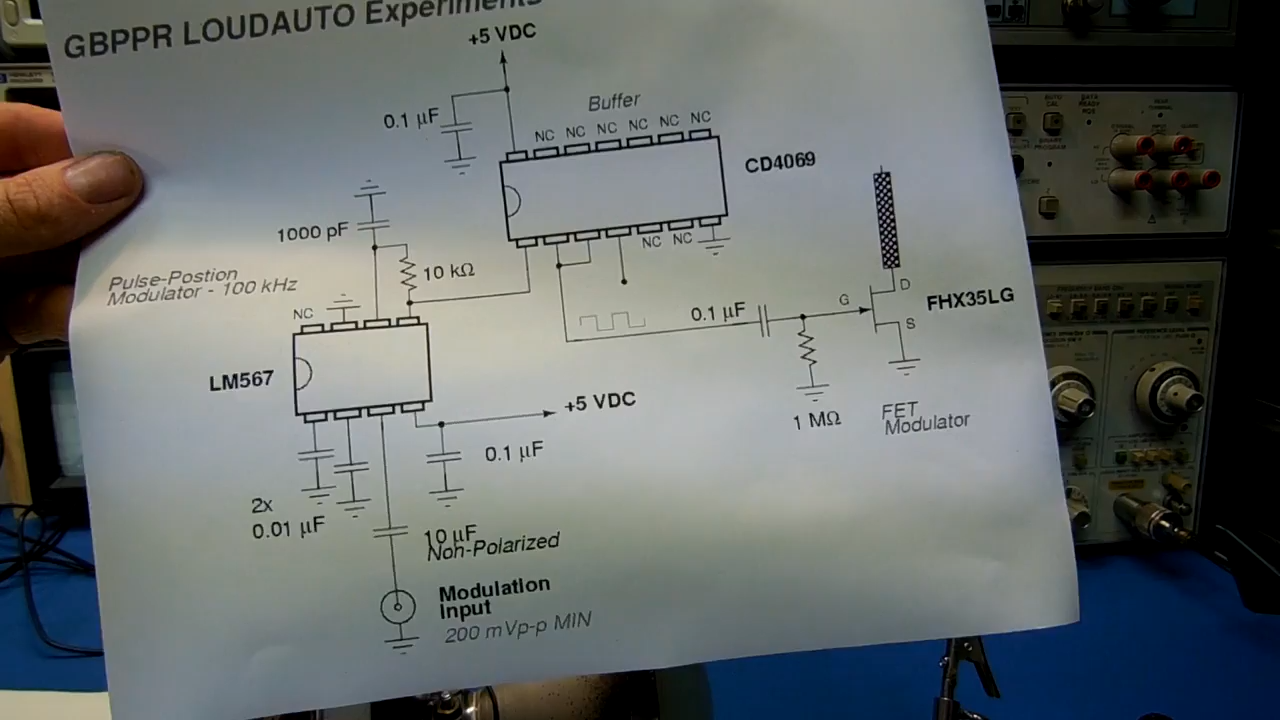 GBPPR LOUDAUTO Experiments
+5 VDC
0.1 µF
Buffer
NC NC NC NC NC NC
CD4069
1000 pF
10 kΩ
NC NC
Pulse-Postion
Modulator - 100 kHz
NC
LM567
0.1 µF
G
D
S
FHX35LG
+5 VDC
1 MΩ
FET
Modulator
0.1 µF
2x
0.01 µF
10 µF
Non-Polarized
Modulation
Input
200 mVp-p MIN